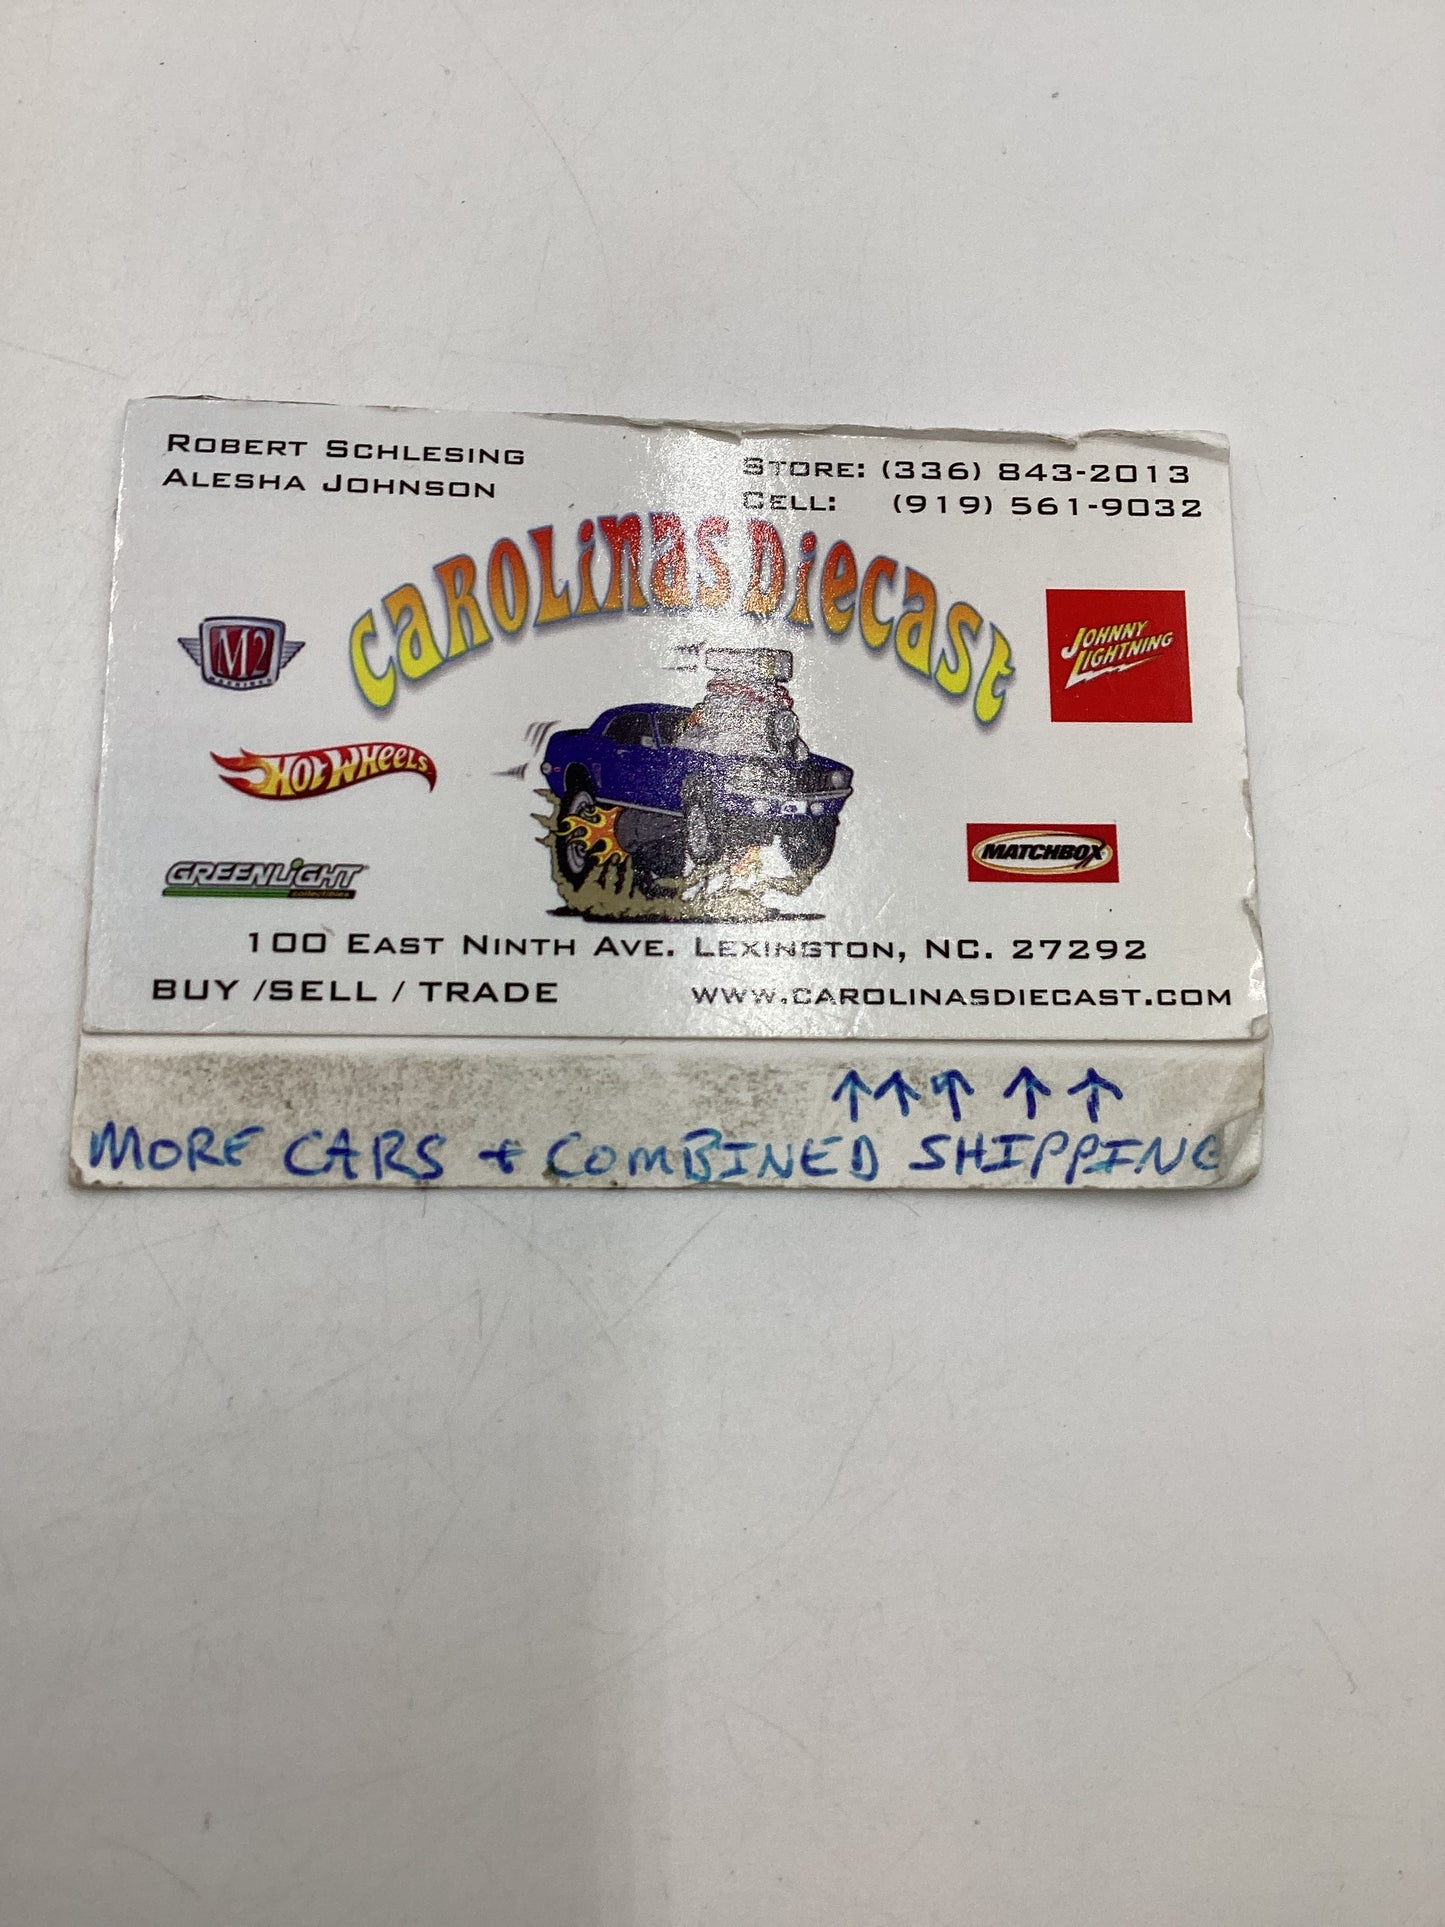 ROBERT SCHLESING
ALESHA JOHNSON
STORE: (336) 843-2013
CELL: (919) 561-9032
CAROLINAS DIECAST
M2
MACHINES
JOHNNY
LIGHTNING
HOT WHEELS
MATCHBOX
GREENLIGHT
collectibles
100 EAST NINTH AVE. LEXINGTON, NC. 27292
BUY /SELL / TRADE
WWW.CAROLINASDIECAST.COM
↑↑↑↑↑
MORE CARS + COMBINED SHIPPING